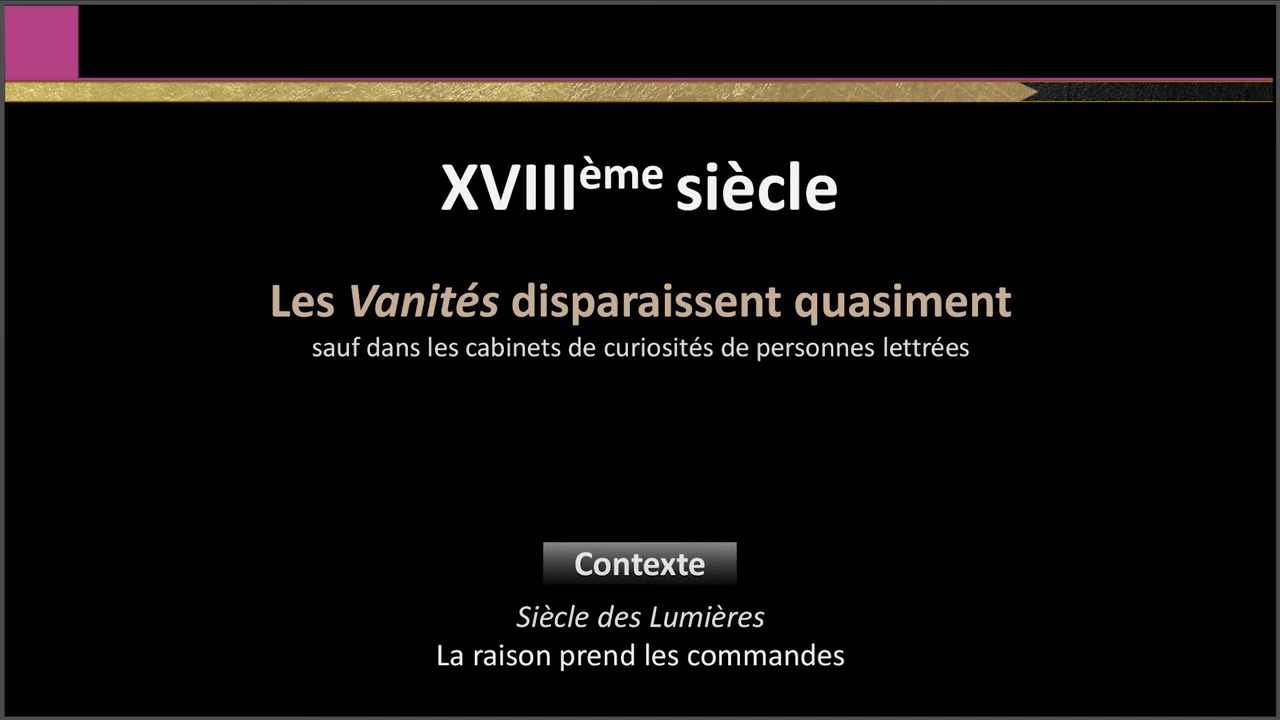 XVIIIème siècle
Les Vanités disparaissent quasiment
sauf dans les cabinets de curiosités de personnes lettrées
Contexte
Siècle des Lumières
La raison prend les commandes